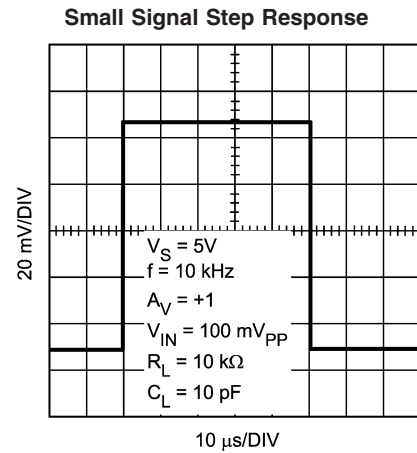 Small Signal Step Response
20 mV/DIV
V_S = 5V
f = 10 kHz
A_V = +1
V_IN = 100 mV_PP
R_L = 10 kΩ
C_L = 10 pF
10 μs/DIV